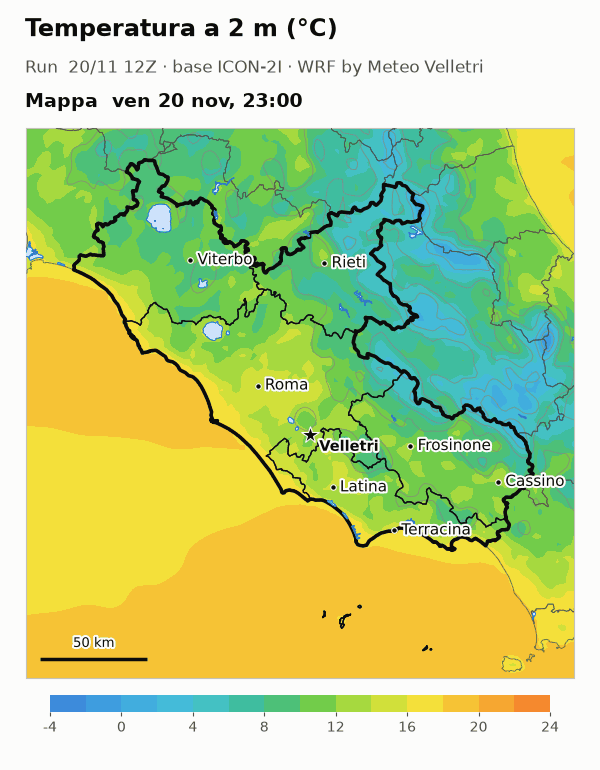 Temperatura a 2 m (°C)
Run  20/11 12Z · base ICON-2I · WRF by Meteo Velletri
Mappa  ven 20 nov, 23:00
Viterbo
Rieti
Roma
Velletri
Frosinone
Cassino
Latina
Terracina
50 km
-4 0 4 8 12 16 20 24